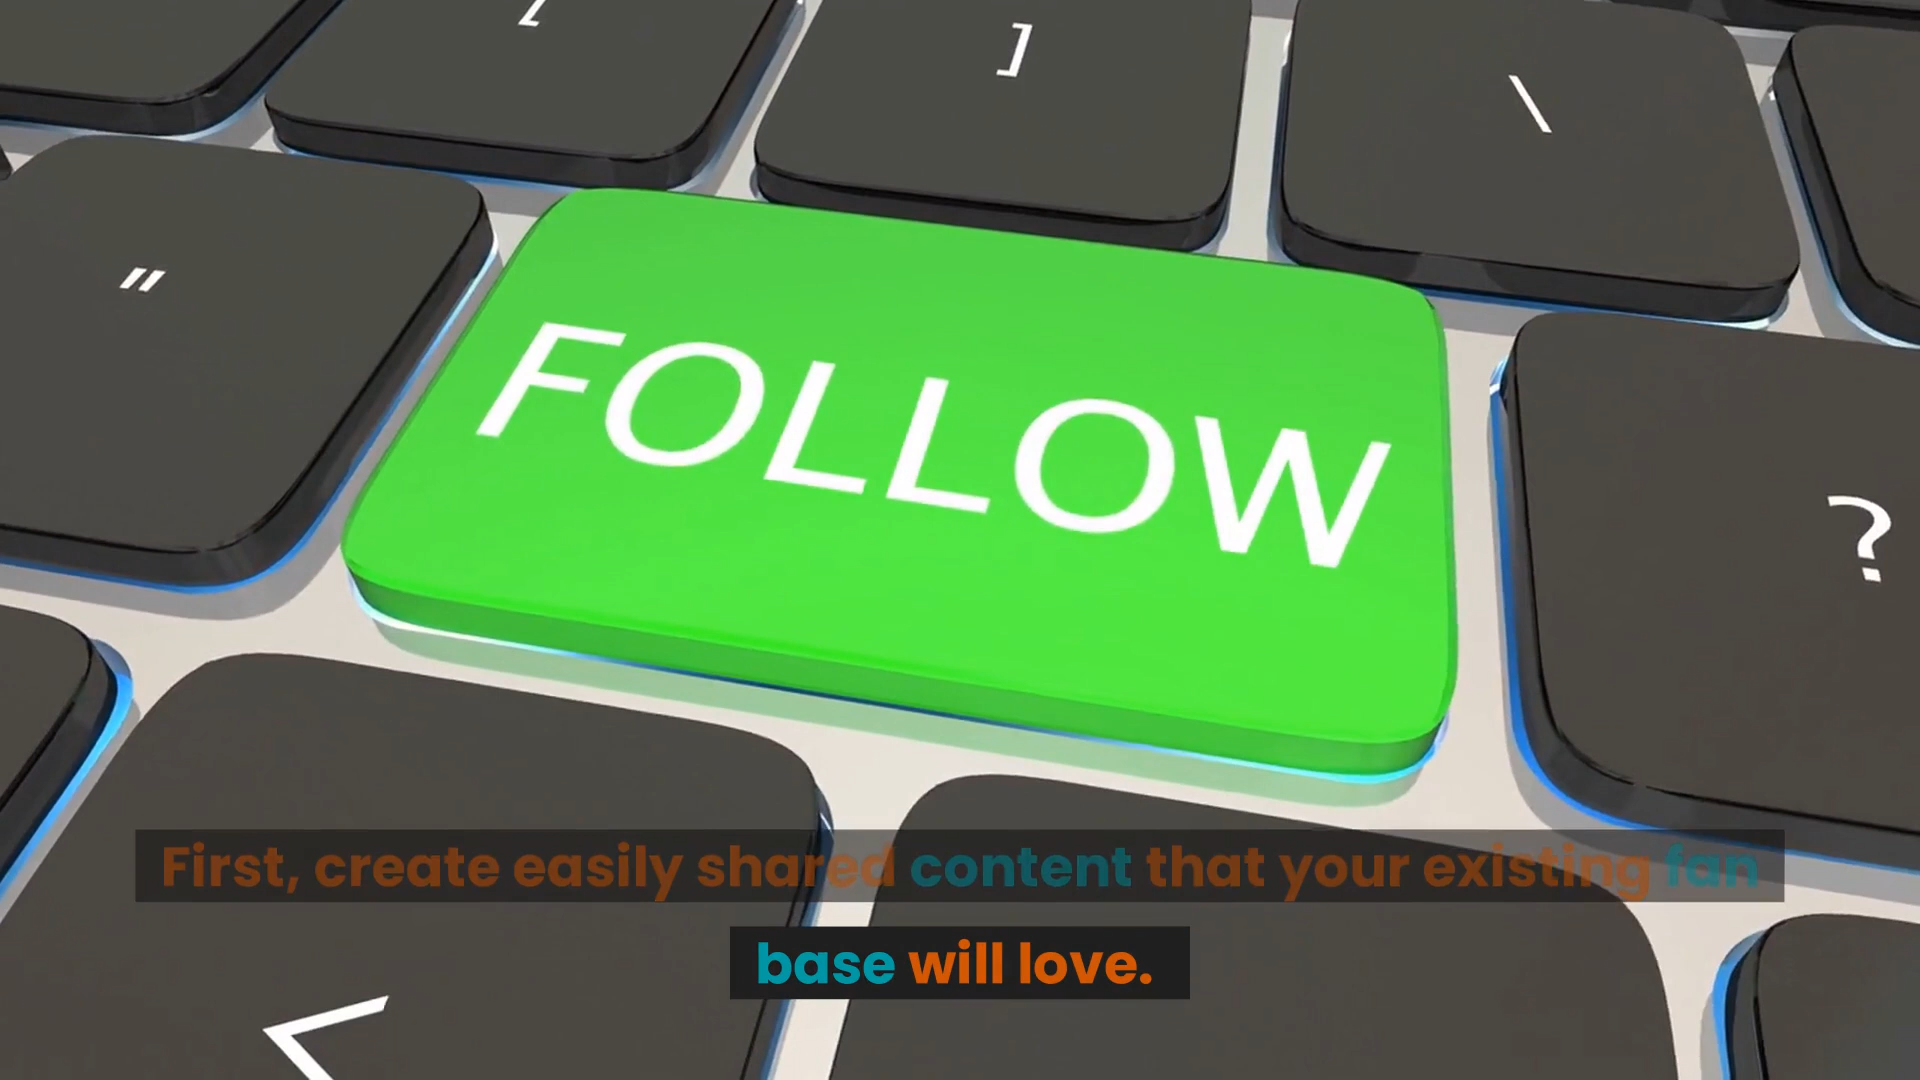 [
]
\
"
FOLLOW
?
First, create easily shared content that your existing fan
base will love.
<